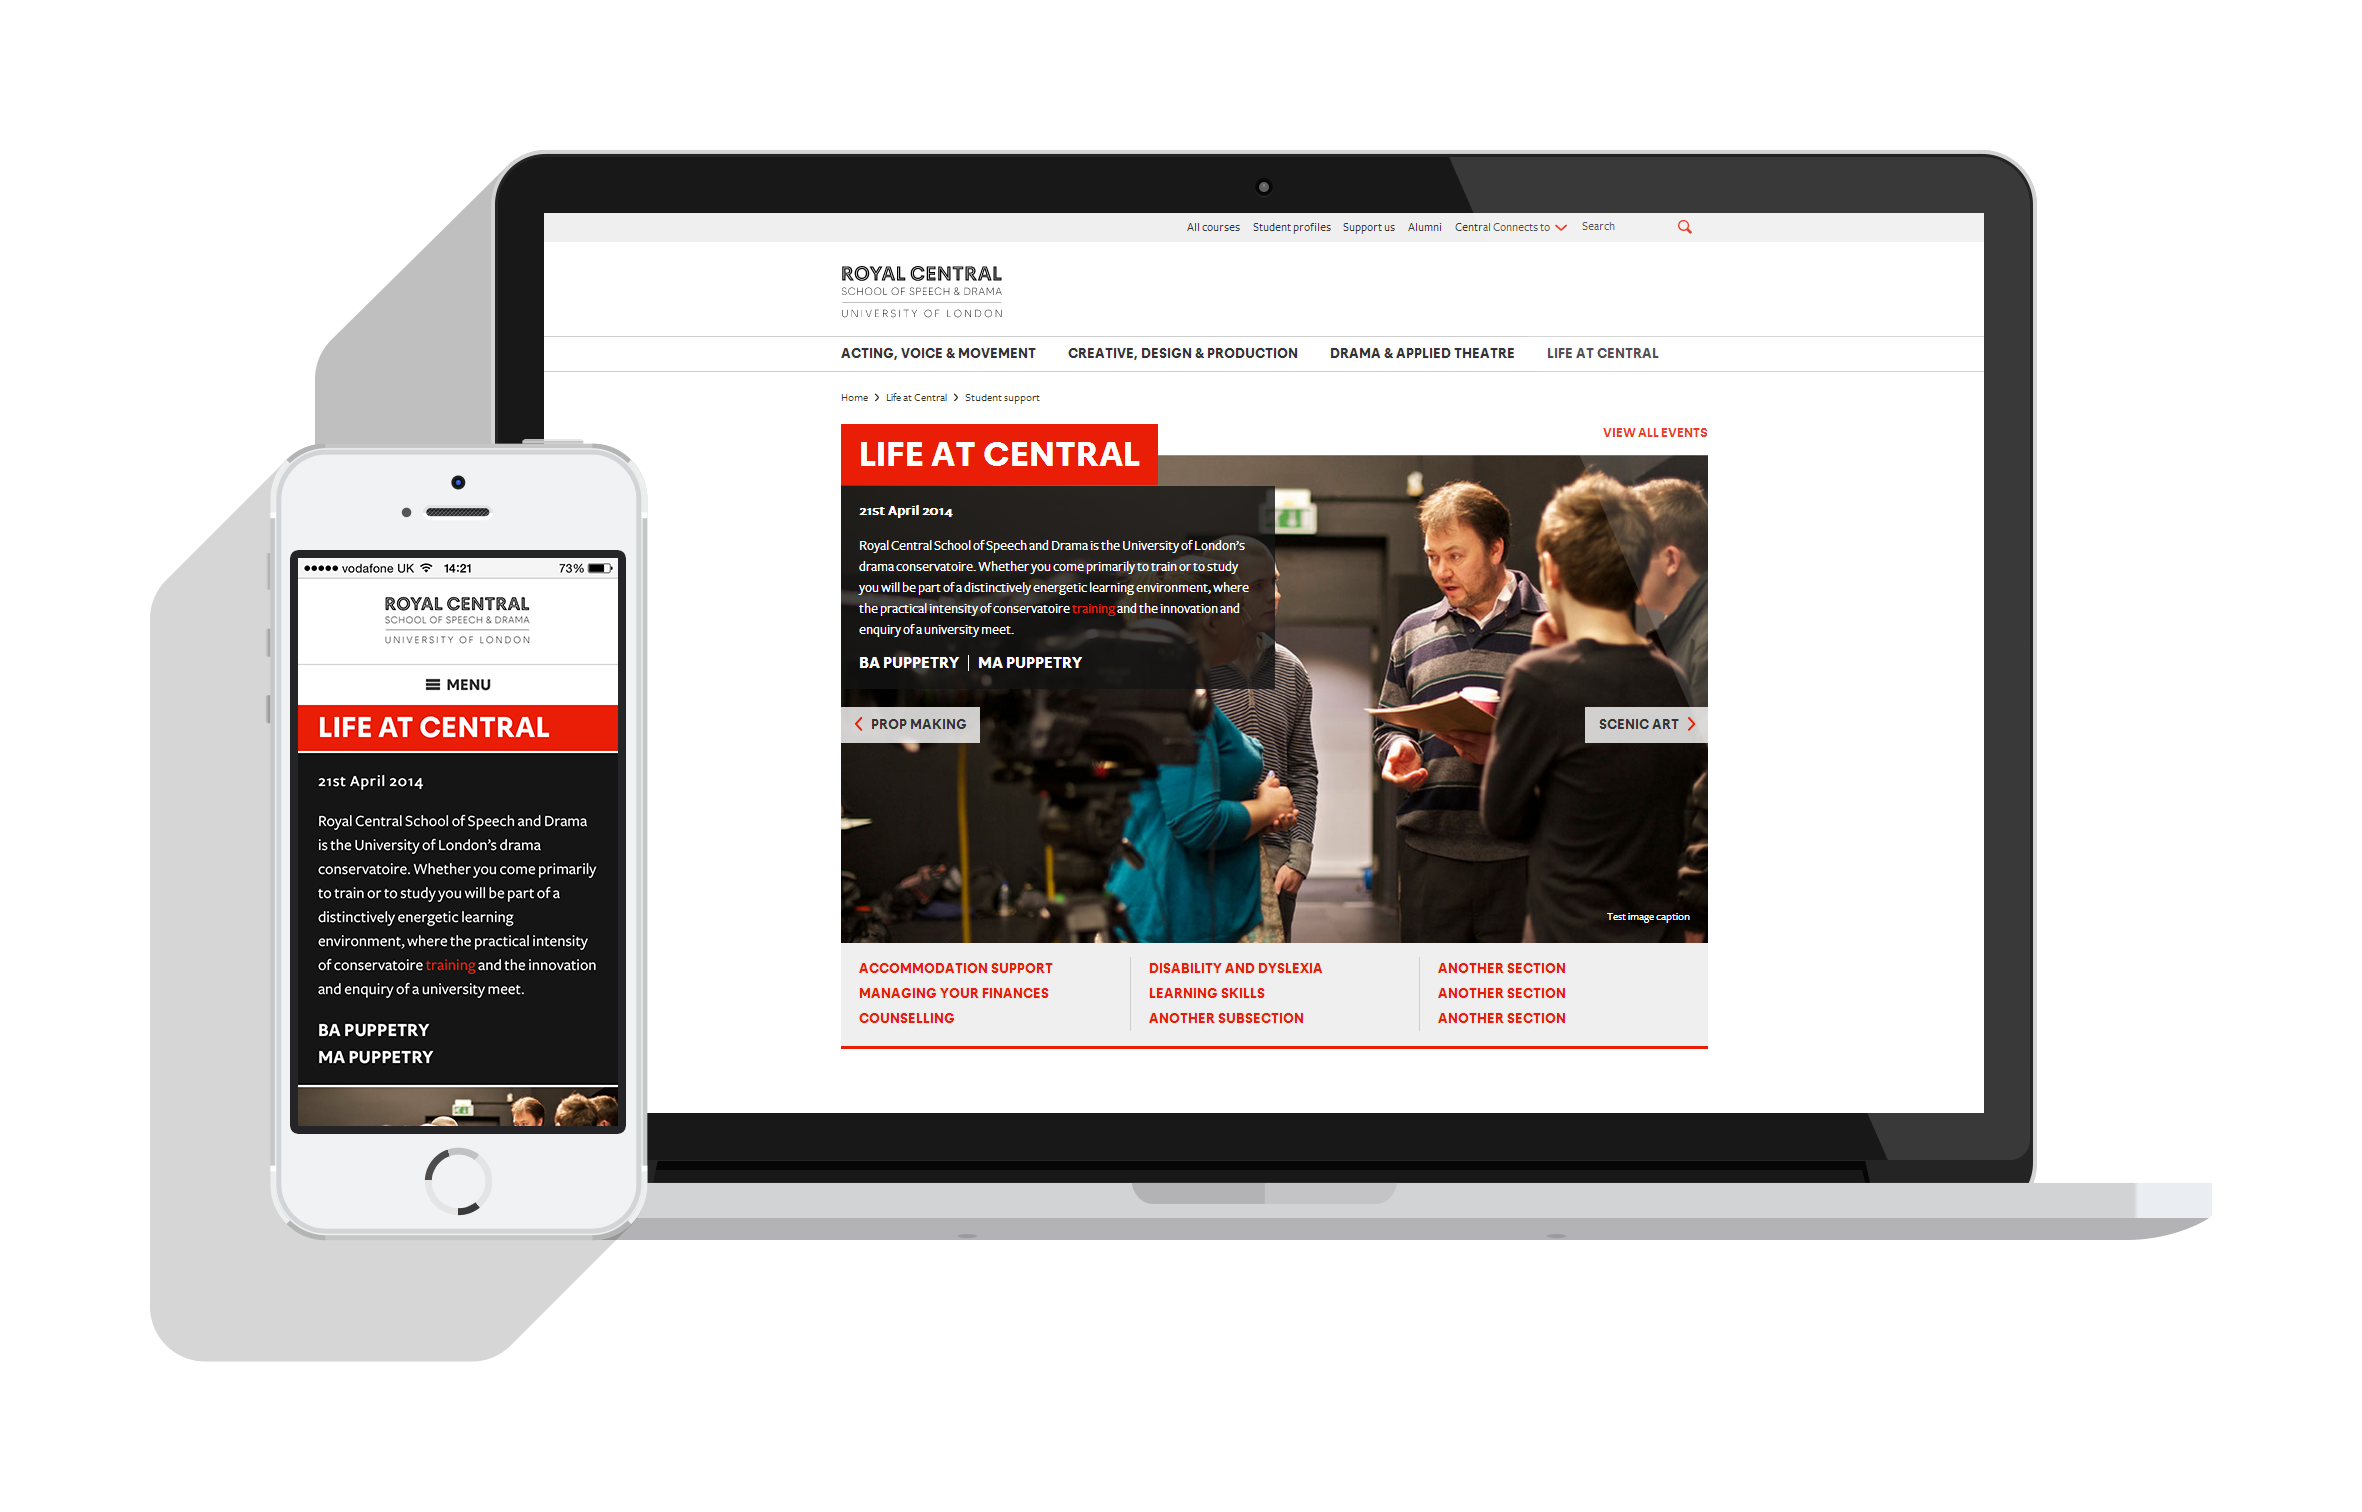 All courses Student profiles Support us Alumni Central Connects to Search
ROYAL CENTRAL
SCHOOL OF SPEECH & DRAMA
UNIVERSITY OF LONDON
ACTING, VOICE & MOVEMENT CREATIVE, DESIGN & PRODUCTION DRAMA & APPLIED THEATRE LIFE AT CENTRAL
Home > Life at Central > Student support
VIEW ALL EVENTS
LIFE AT CENTRAL
21st April 2014
Royal Central School of Speech and Drama is the University of London’s
drama conservatoire. Whether you come primarily to train or to study
you will be part of a distinctively energetic learning environment, where
the practical intensity of conservatoire training and the innovation and
enquiry of a university meet.
BA PUPPETRY | MA PUPPETRY
PROP MAKING
SCENIC ART
Test image caption
ACCOMMODATION SUPPORT
MANAGING YOUR FINANCES
COUNSELLING
DISABILITY AND DYSLEXIA
LEARNING SKILLS
ANOTHER SUBSECTION
ANOTHER SECTION
ANOTHER SECTION
ANOTHER SECTION
vodafone UK 14:21 73%
ROYAL CENTRAL
SCHOOL OF SPEECH & DRAMA
UNIVERSITY OF LONDON
MENU
LIFE AT CENTRAL
21st April 2014
Royal Central School of Speech and Drama
is the University of London’s drama
conservatoire. Whether you come primarily
to train or to study you will be part of a
distinctively energetic learning
environment, where the practical intensity
of conservatoire training and the innovation
and enquiry of a university meet.
BA PUPPETRY
MA PUPPETRY